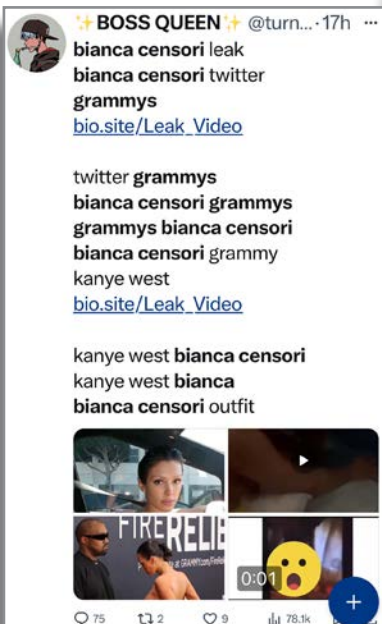 ✨BOSS QUEEN✨ @turn... · 17h ...
bianca censori leak
bianca censori twitter
grammys
bio.site/Leak_Video
twitter grammys
bianca censori grammys
grammys bianca censori
bianca censori grammy
kanye west
bio.site/Leak_Video
kanye west bianca censori
kanye west bianca
bianca censori outfit
FIRE RELIE
0:01
75 2 9 78.1k